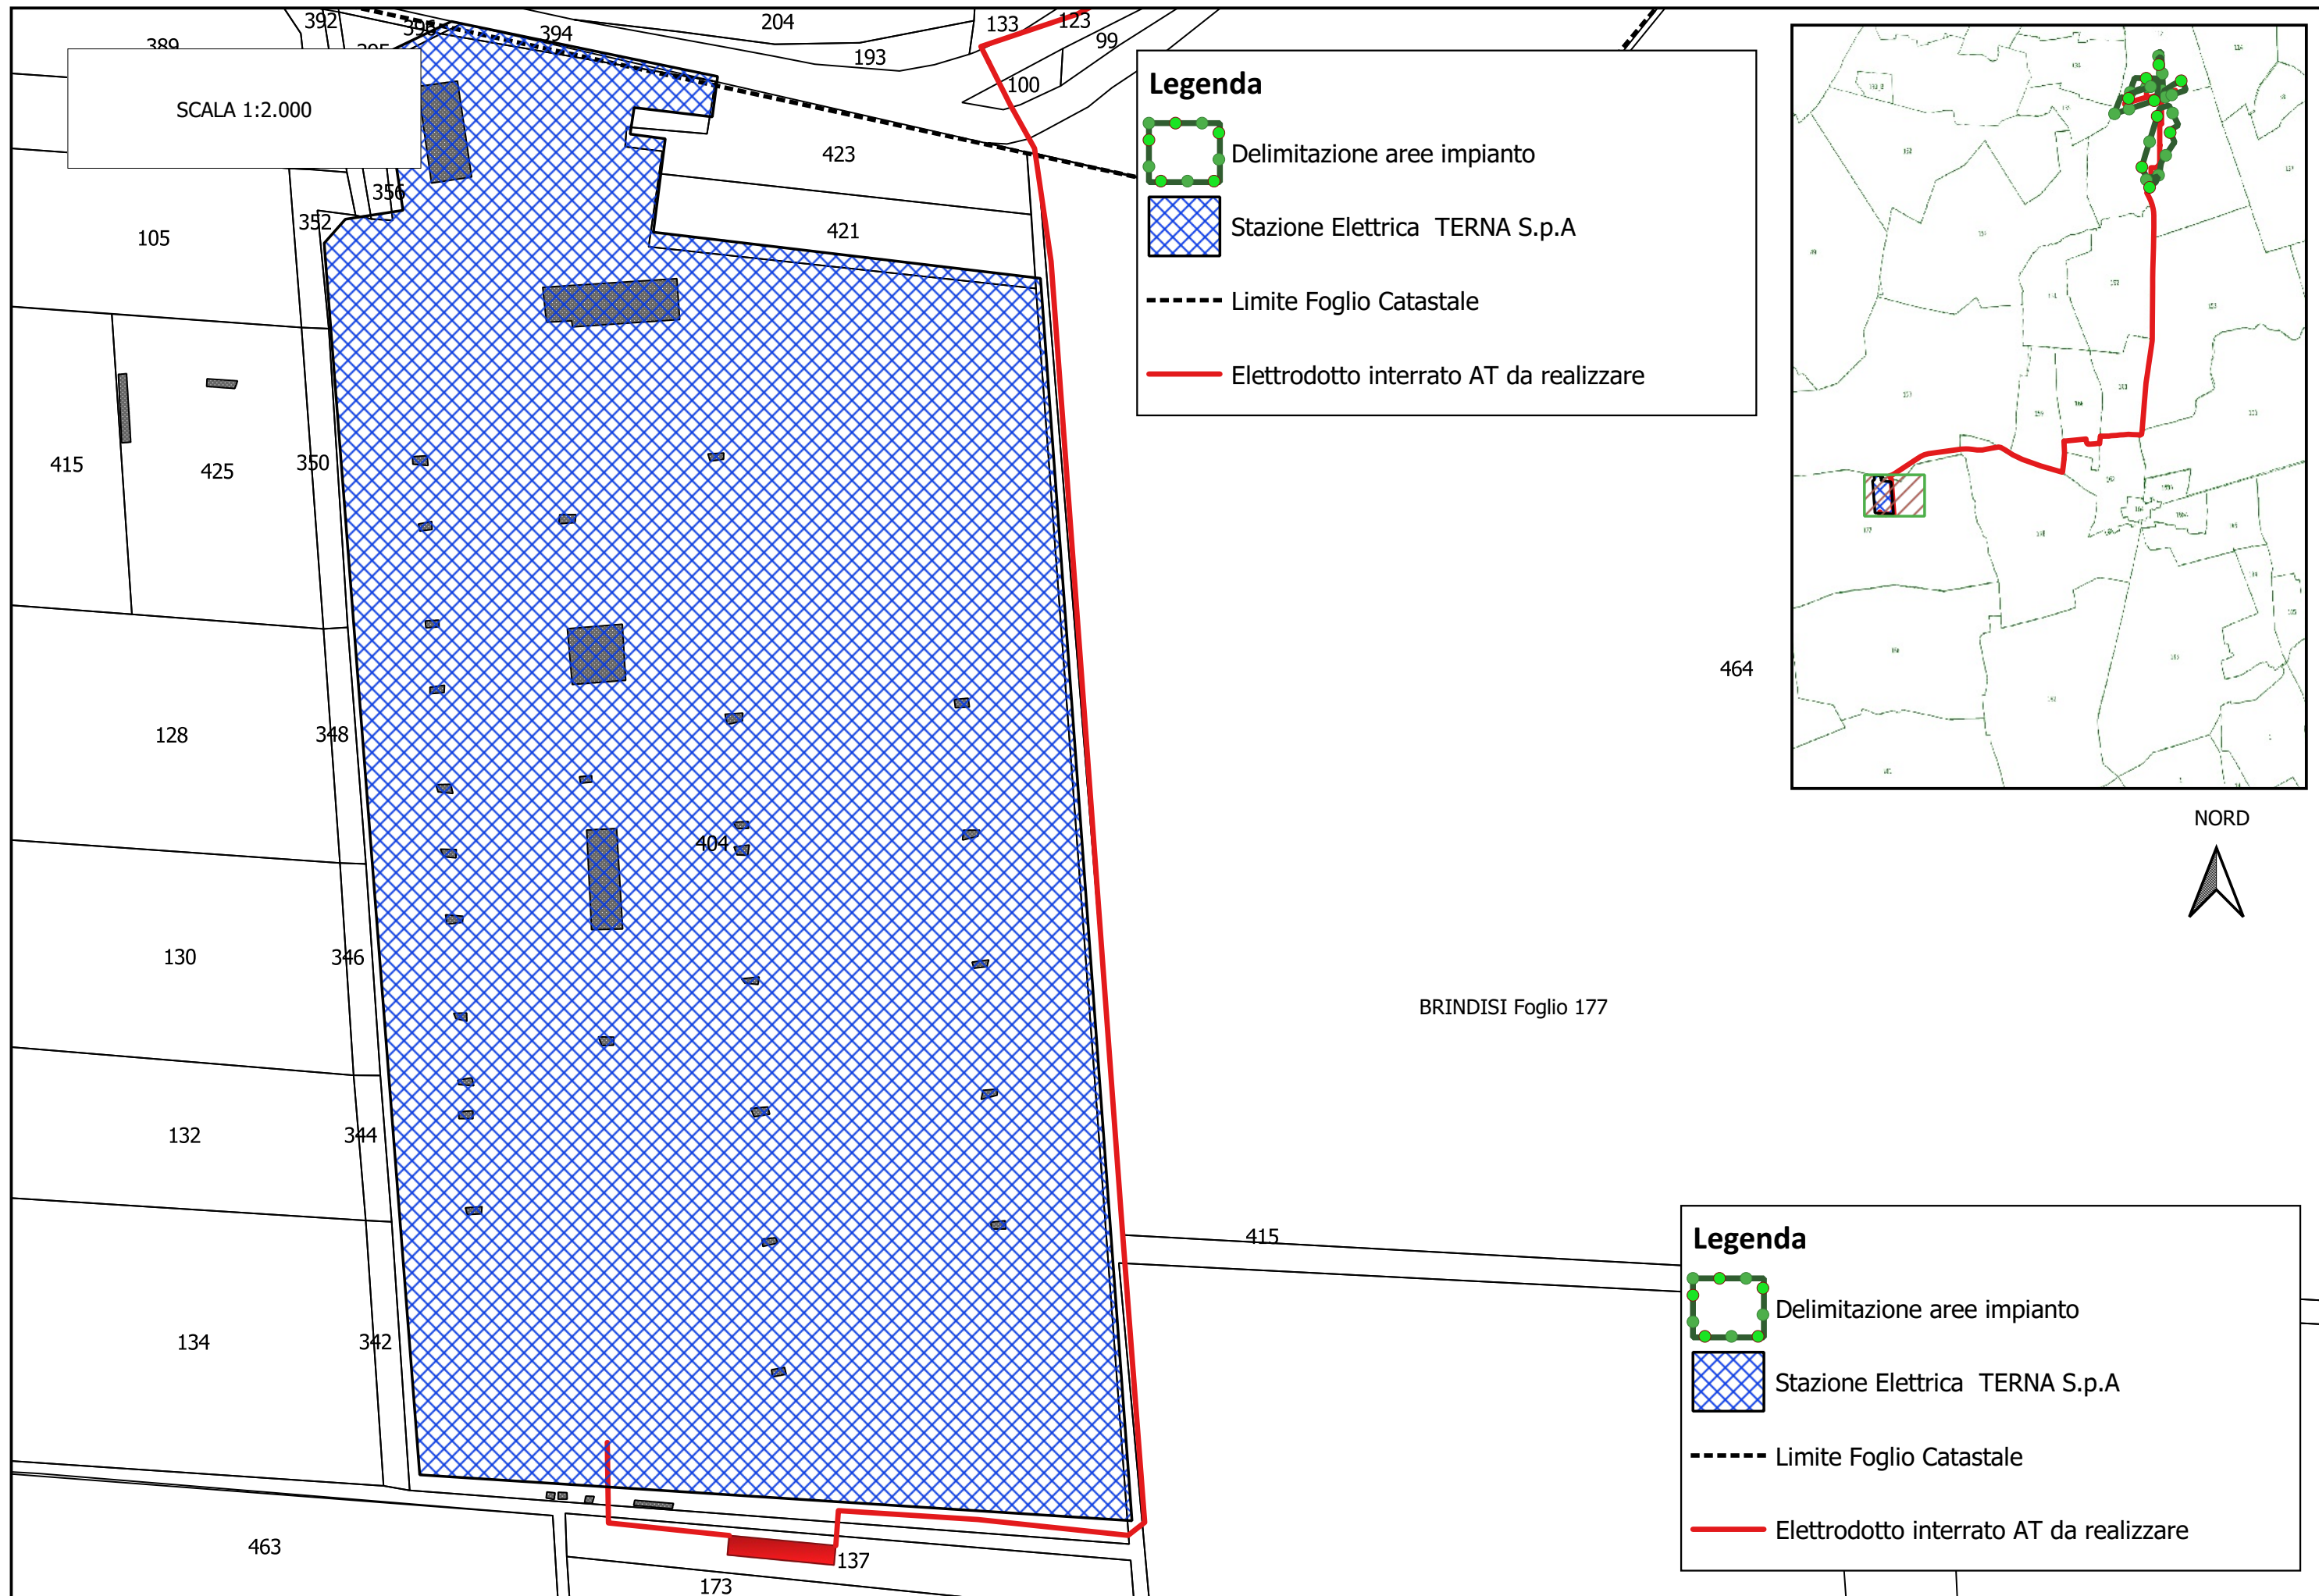 392
395
394
204
133
123
99
193
389
100
SCALA 1:2.000
423
356
352
105
421
415
425
350
128
348
404
130
346
132
344
134
342
463
137
173
415
464
BRINDISI Foglio 177
Legenda
Delimitazione aree impianto
Stazione Elettrica TERNA S.p.A
Limite Foglio Catastale
Elettrodotto interrato AT da realizzare
177
NORD
Legenda
Delimitazione aree impianto
Stazione Elettrica TERNA S.p.A
Limite Foglio Catastale
Elettrodotto interrato AT da realizzare